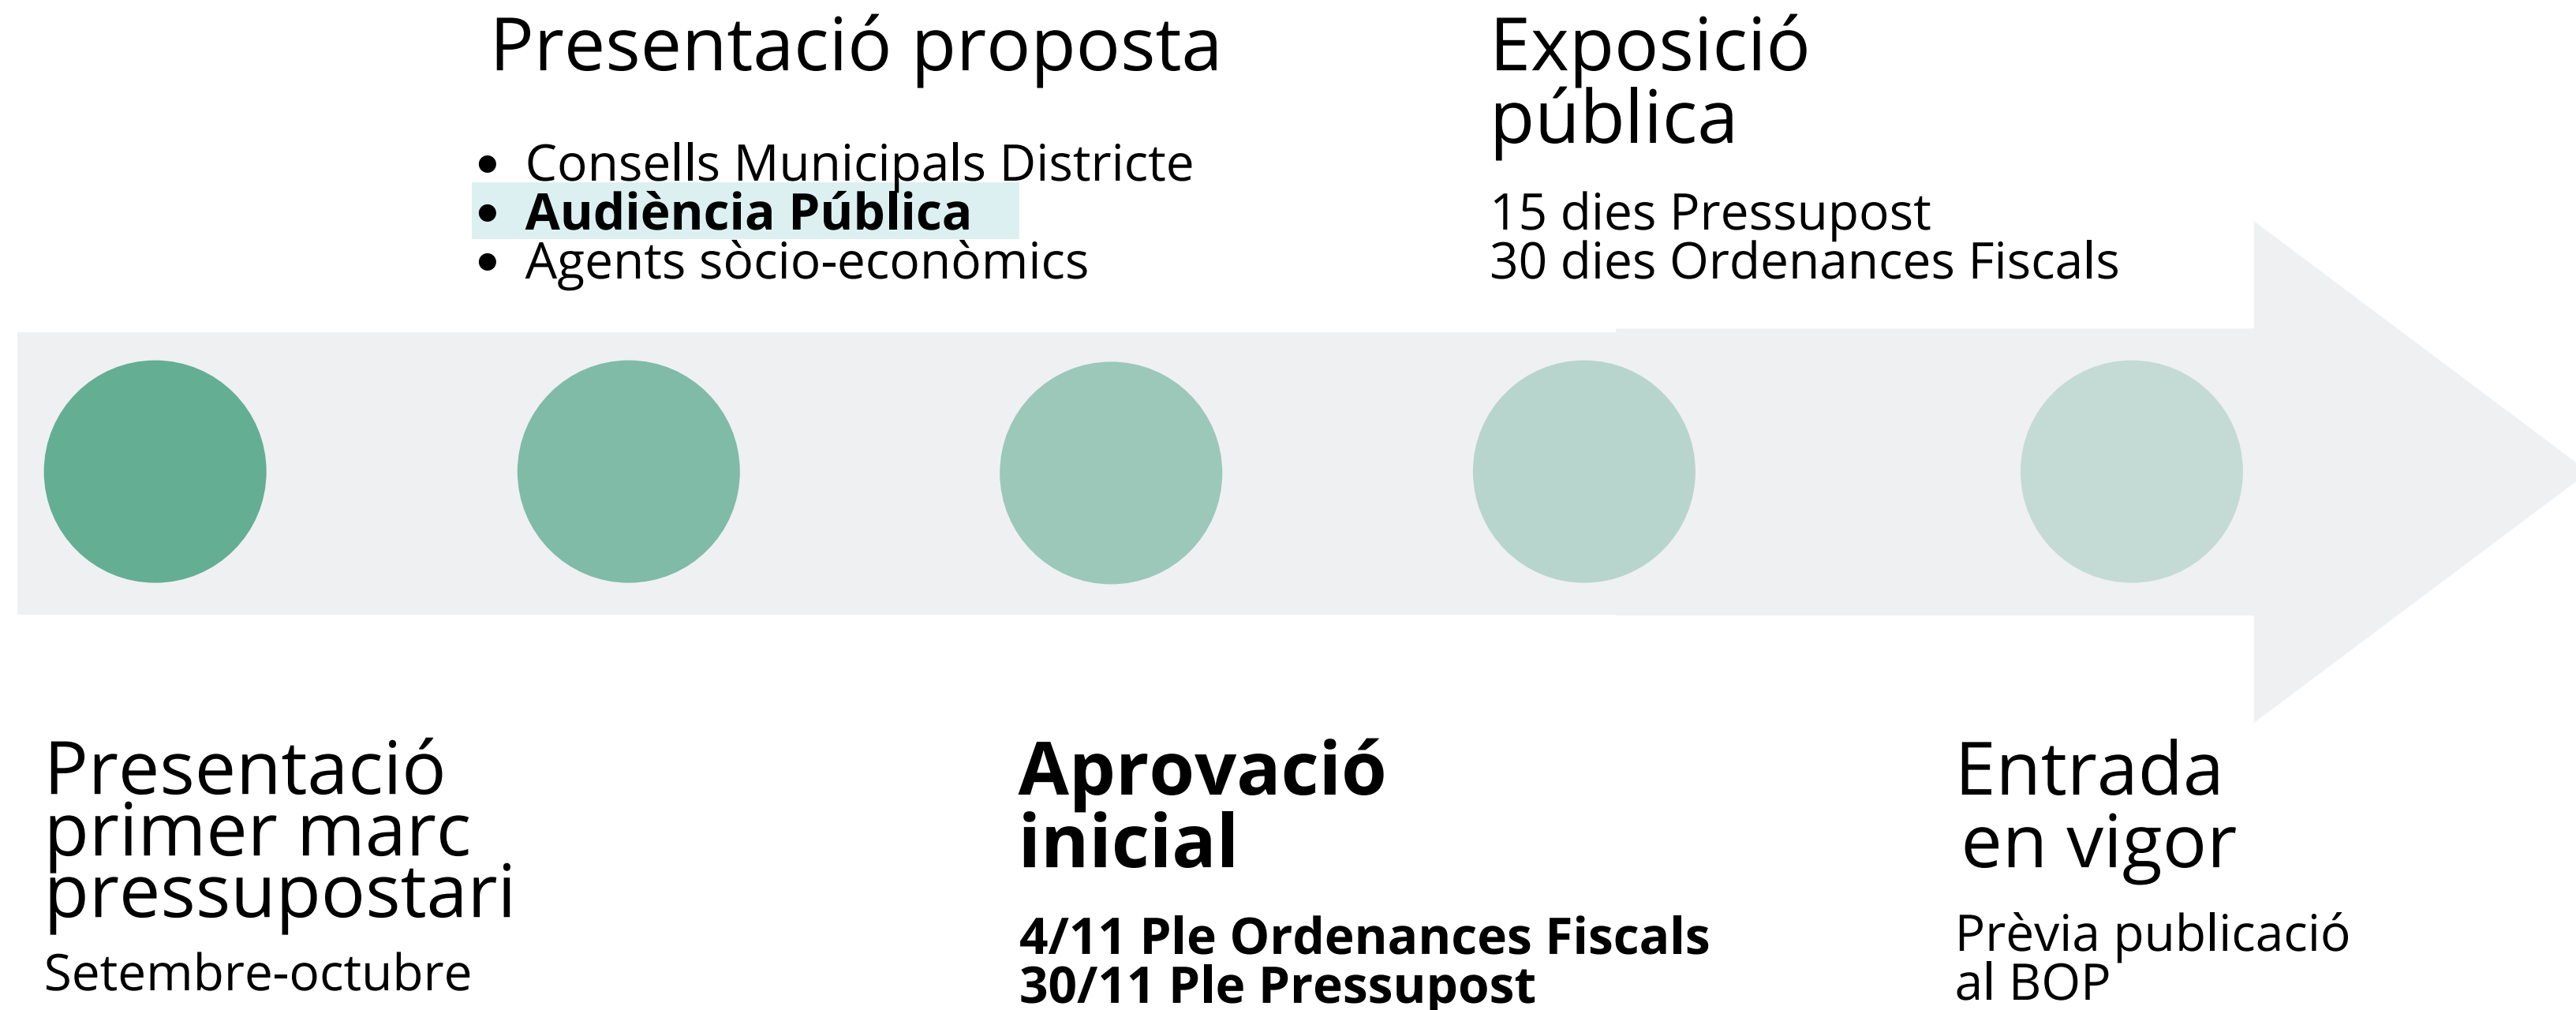 Presentació proposta
• Consells Municipals Districte
• Audiència Pública
• Agents sòcio-econòmics
Exposició
pública
15 dies Pressupost
30 dies Ordenances Fiscals
Presentació
primer marc
pressupostari
Setembre-octubre
Aprovació
inicial
4/11 Ple Ordenances Fiscals
30/11 Ple Pressupost
Entrada
en vigor
Prèvia publicació
al BOP